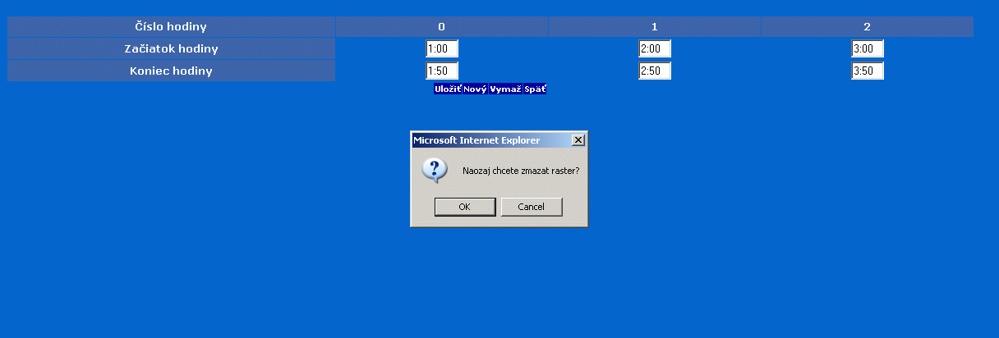 Číslo hodiny 0 1 2
Začiatok hodiny 1:00 2:00 3:00
Koniec hodiny 1:50 2:50 3:50
Uložiť Nový Vymaž Späť
Microsoft Internet Explorer
Naozaj chcete zmazat raster?
OK Cancel